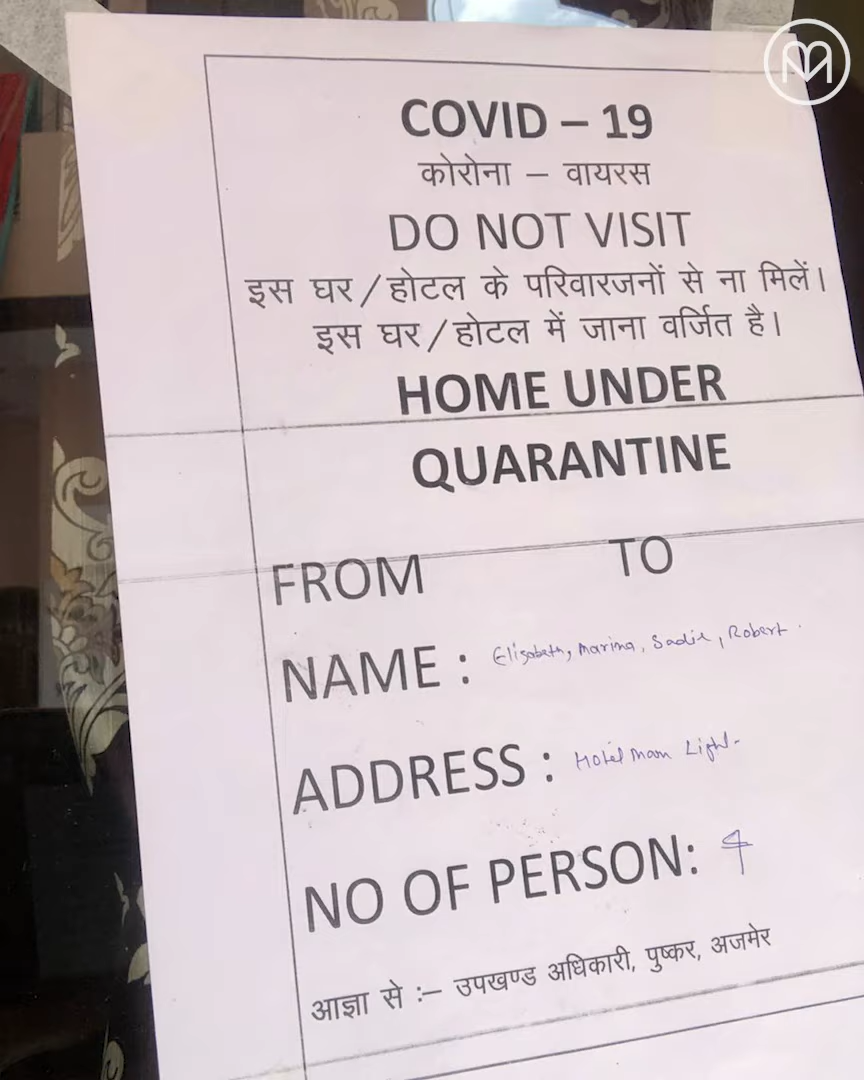 COVID – 19
कोरोना – वायरस
DO NOT VISIT
इस घर/होटल के परिवारजनों से ना मिलें।
इस घर/होटल में जाना वर्जित है।
HOME UNDER
QUARANTINE
FROM TO
NAME : Elisabeth, Marina, Sadie, Robert.
ADDRESS : Hotel moon Light.
NO OF PERSON: 4
आज्ञा से :– उपखण्ड अधिकारी, पुष्कर, अजमेर